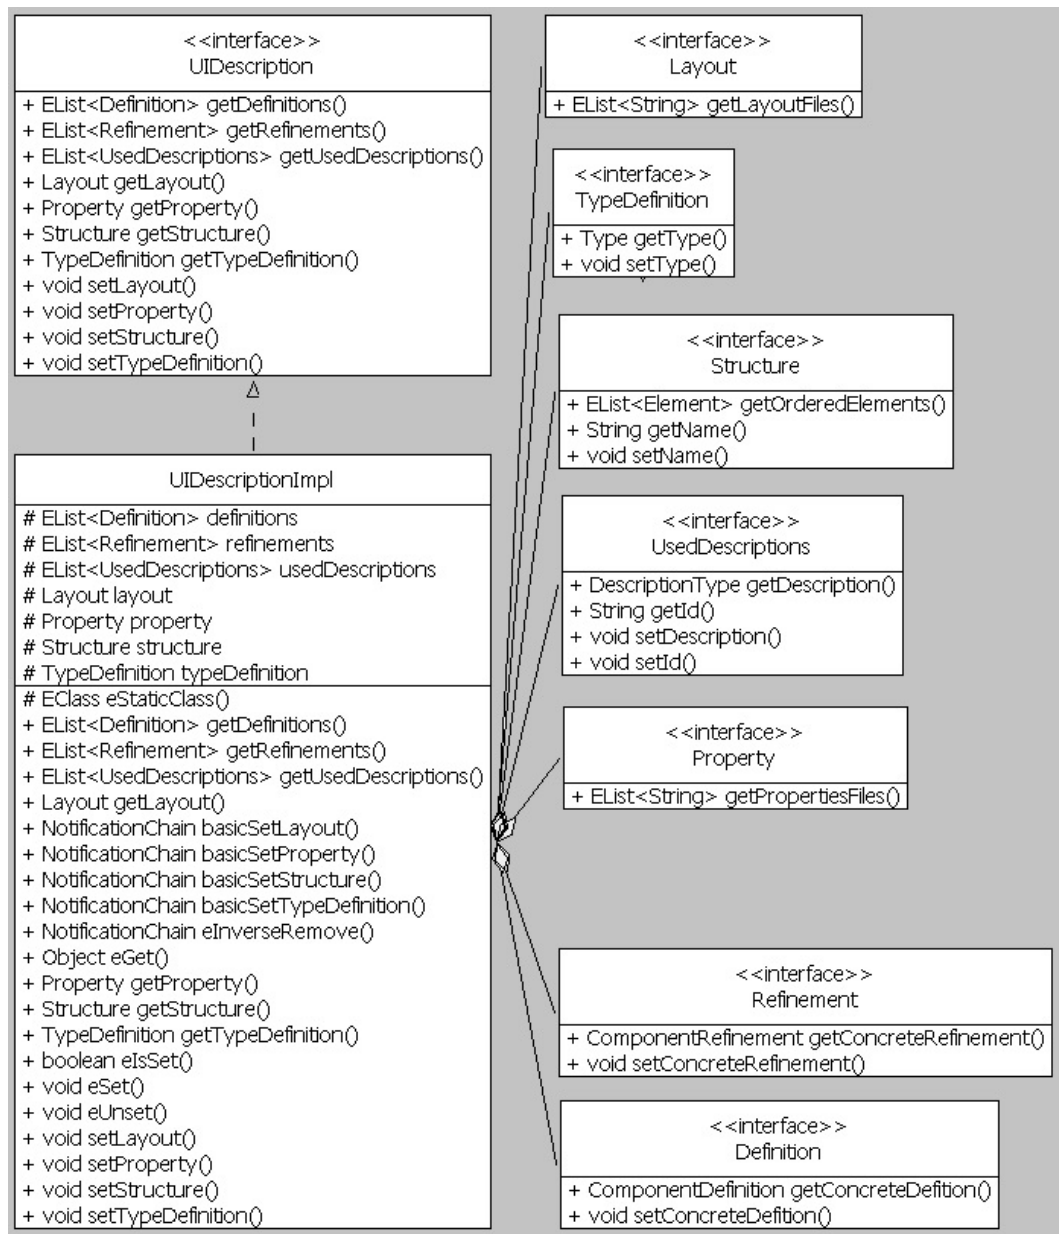 <<interface>>
UIDescription
+ EList<Definition> getDefinitions()
+ EList<Refinement> getRefinements()
+ EList<UsedDescriptions> getUsedDescriptions()
+ Layout getLayout()
+ Property getProperty()
+ Structure getStructure()
+ TypeDefinition getTypeDefinition()
+ void setLayout()
+ void setProperty()
+ void setStructure()
+ void setTypeDefinition()
UIDescriptionImpl
# EList<Definition> definitions
# EList<Refinement> refinements
# EList<UsedDescriptions> usedDescriptions
# Layout layout
# Property property
# Structure structure
# TypeDefinition typeDefinition
# EClass eStaticClass()
+ EList<Definition> getDefinitions()
+ EList<Refinement> getRefinements()
+ EList<UsedDescriptions> getUsedDescriptions()
+ Layout getLayout()
+ NotificationChain basicSetLayout()
+ NotificationChain basicSetProperty()
+ NotificationChain basicSetStructure()
+ NotificationChain basicSetTypeDefinition()
+ NotificationChain eInverseRemove()
+ Object eGet()
+ Property getProperty()
+ Structure getStructure()
+ TypeDefinition getTypeDefinition()
+ boolean eIsSet()
+ void eSet()
+ void eUnset()
+ void setLayout()
+ void setProperty()
+ void setStructure()
+ void setTypeDefinition()
<<interface>>
Layout
+ EList<String> getLayoutFiles()
<<interface>>
TypeDefinition
+ Type getType()
+ void setType()
<<interface>>
Structure
+ EList<Element> getOrderedElements()
+ String getName()
+ void setName()
<<interface>>
UsedDescriptions
+ DescriptionType getDescription()
+ String getId()
+ void setDescription()
+ void setId()
<<interface>>
Property
+ EList<String> getPropertiesFiles()
<<interface>>
Refinement
+ ComponentRefinement getConcreteRefinement()
+ void setConcreteRefinement()
<<interface>>
Definition
+ ComponentDefinition getConcreteDefition()
+ void setConcreteDefition()